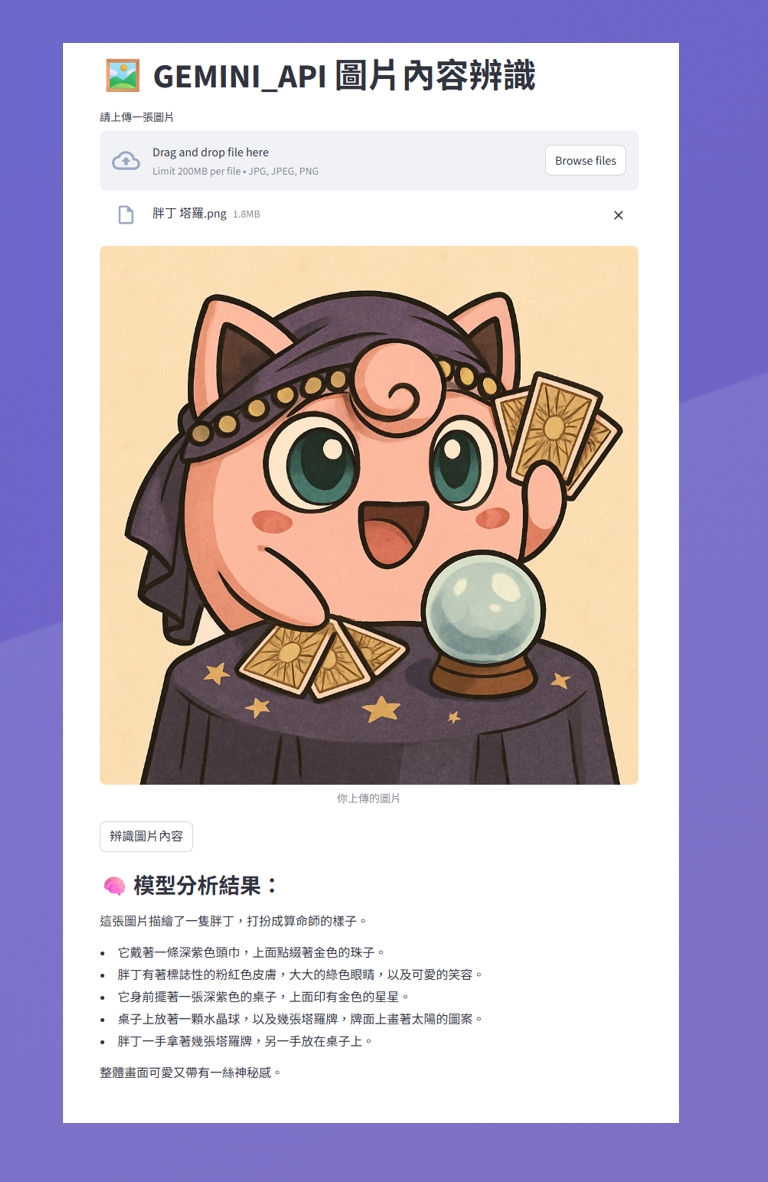 GEMINI_API 圖片內容辨識
請上傳一張圖片
Drag and drop file here
Limit 200MB per file • JPG, JPEG, PNG
Browse files
胖丁 塔羅.png 1.8MB
你上傳的圖片
辨識圖片內容
模型分析結果：
這張圖片描繪了一隻胖丁，打扮成算命師的樣子。
• 它戴著一條深紫色頭巾，上面點綴著金色的珠子。
• 胖丁有著標誌性的粉紅色皮膚，大大的綠色眼睛，以及可愛的笑容。
• 它身前擺著一張深紫色的桌子，上面印有金色的星星。
• 桌子上放著一顆水晶球，以及幾張塔羅牌，牌面上畫著太陽的圖案。
• 胖丁一手拿著幾張塔羅牌，另一手放在桌子上。
整體畫面可愛又帶有一絲神秘感。